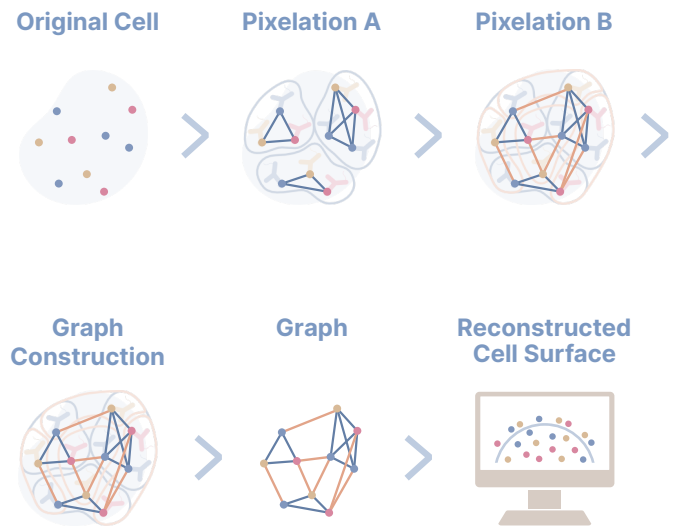 Original Cell
Pixelation A
Pixelation B
Graph
Construction
Graph
Reconstructed
Cell Surface